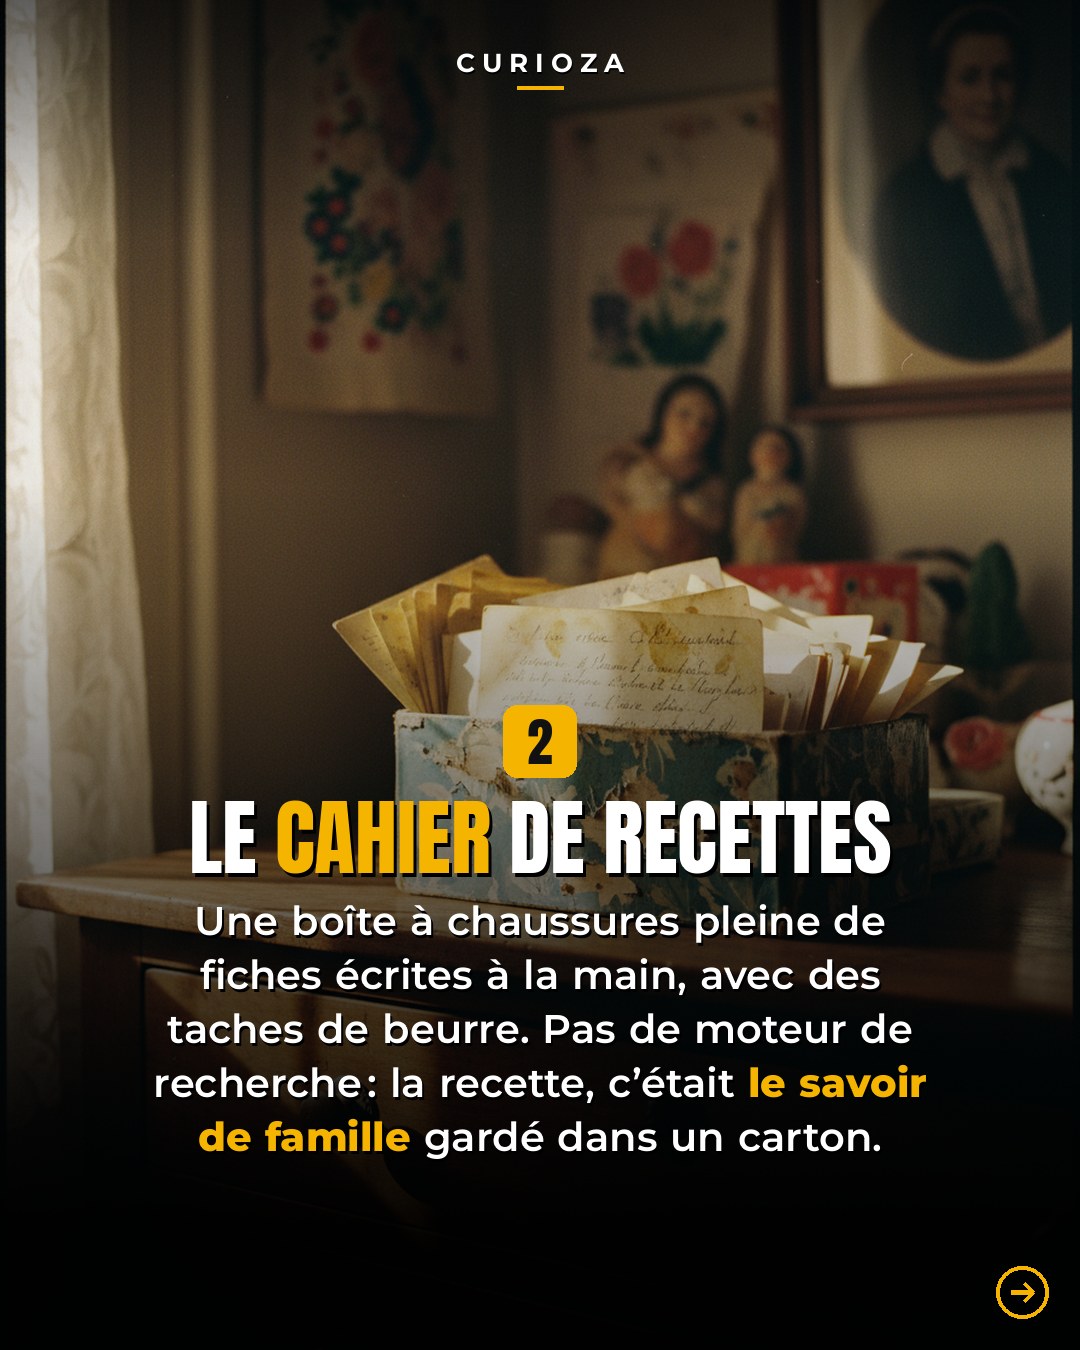 CURIOZA
2
LE CAHIER DE RECETTES
Une boîte à chaussures pleine de
fiches écrites à la main, avec des
taches de beurre. Pas de moteur de
recherche : la recette, c’était le savoir
de famille gardé dans un carton.